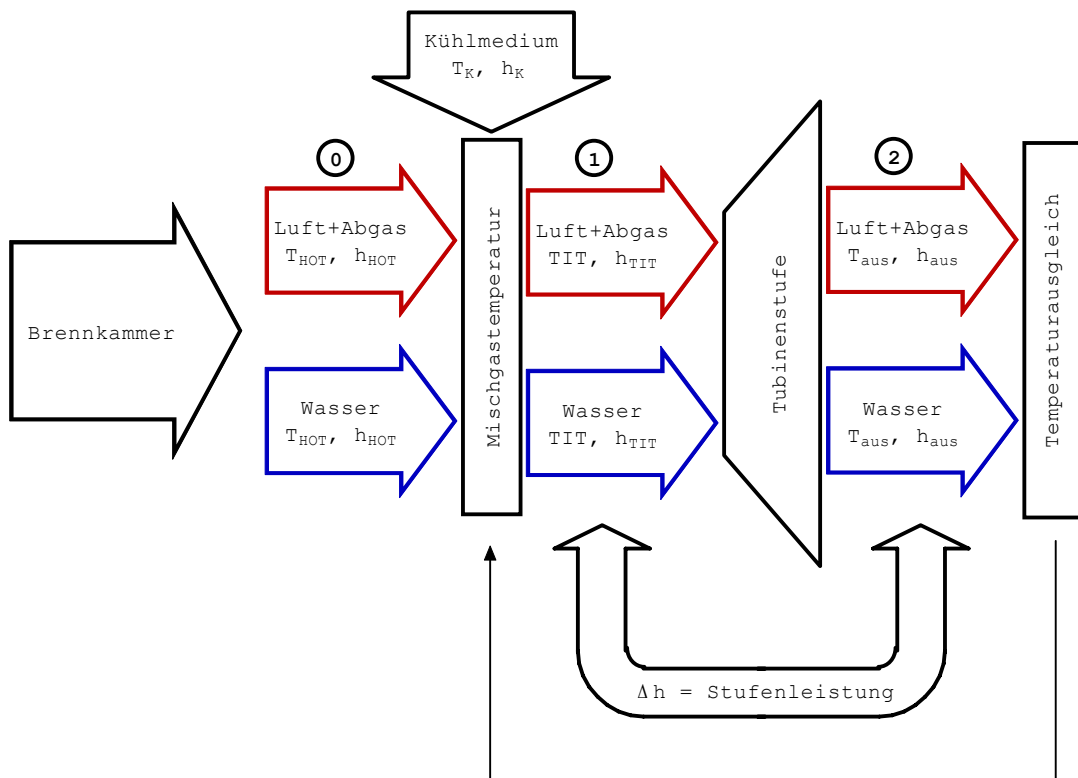 Kühlmedium
T_K, h_K
0
1
2
Brennkammer
Luft+Abgas
T_HOT, h_HOT
Wasser
T_HOT, h_HOT
Mischgastemperatur
Luft+Abgas
TIT, h_TIT
Wasser
TIT, h_TIT
Tubinenstufe
Luft+Abgas
T_aus, h_aus
Wasser
T_aus, h_aus
Temperaturausgleich
Δh = Stufenleistung